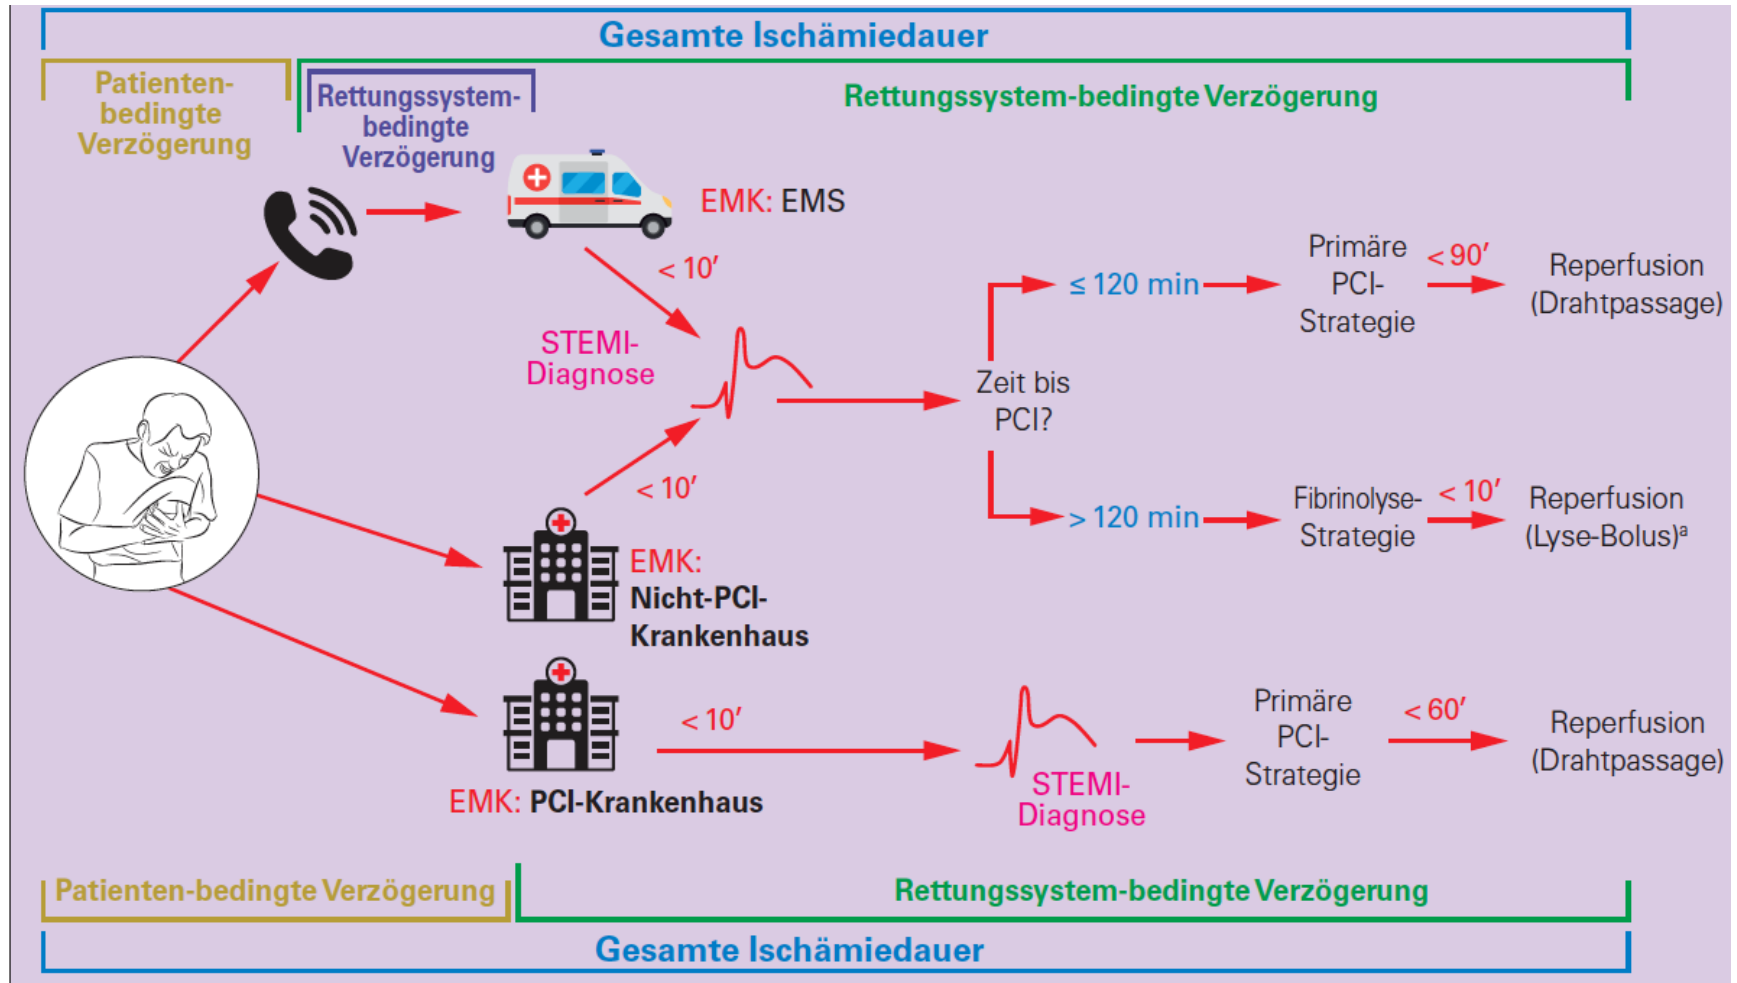 Gesamte Ischämiedauer
Patienten-
bedingte
Verzögerung
Rettungssystem-
bedingte
Verzögerung
Rettungssystem-bedingte Verzögerung
EMK: EMS
< 10′
STEMI-
Diagnose
< 10′
EMK:
Nicht-PCI-
Krankenhaus
Zeit bis
PCI?
≤ 120 min
Primäre
PCI-
Strategie
< 90′
Reperfusion
(Drahtpassage)
> 120 min
Fibrinolyse-
Strategie
< 10′
Reperfusion
(Lyse-Bolus)ª
EMK: PCI-Krankenhaus
< 10′
STEMI-
Diagnose
Primäre
PCI-
Strategie
< 60′
Reperfusion
(Drahtpassage)
Patienten-bedingte Verzögerung
Rettungssystem-bedingte Verzögerung
Gesamte Ischämiedauer